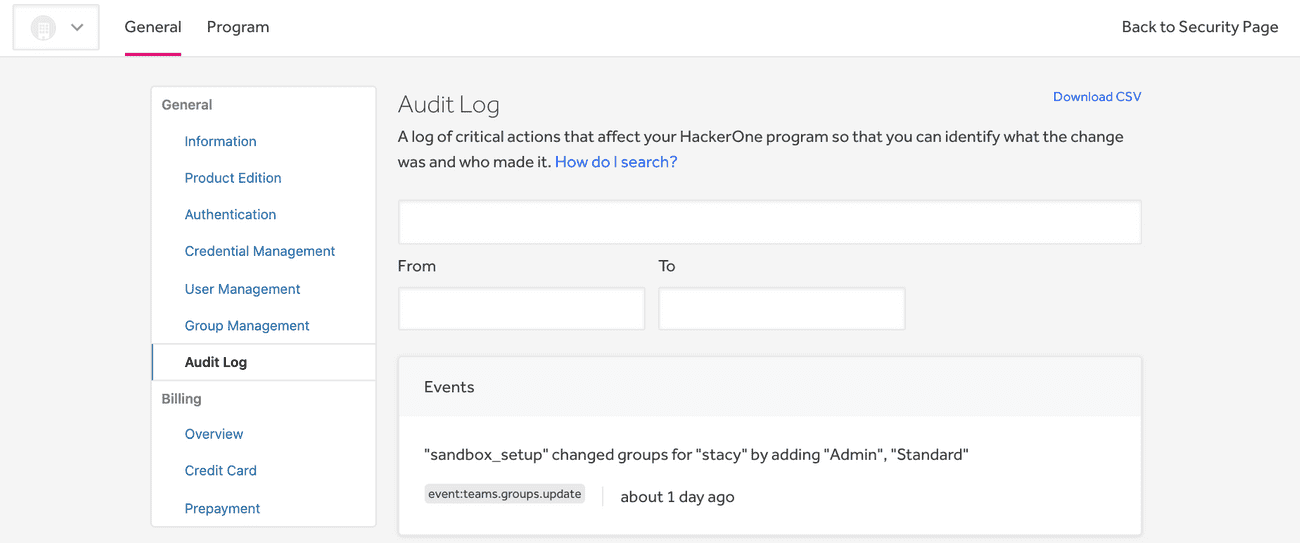 General
Program
Back to Security Page
General
Information
Product Edition
Authentication
Credential Management
User Management
Group Management
Audit Log
Billing
Overview
Credit Card
Prepayment
Audit Log
Download CSV
A log of critical actions that affect your HackerOne program so that you can identify what the change
was and who made it. How do I search?
From
To
Events
"sandbox_setup" changed groups for "stacy" by adding "Admin", "Standard"
event:teams.groups.update
about 1 day ago